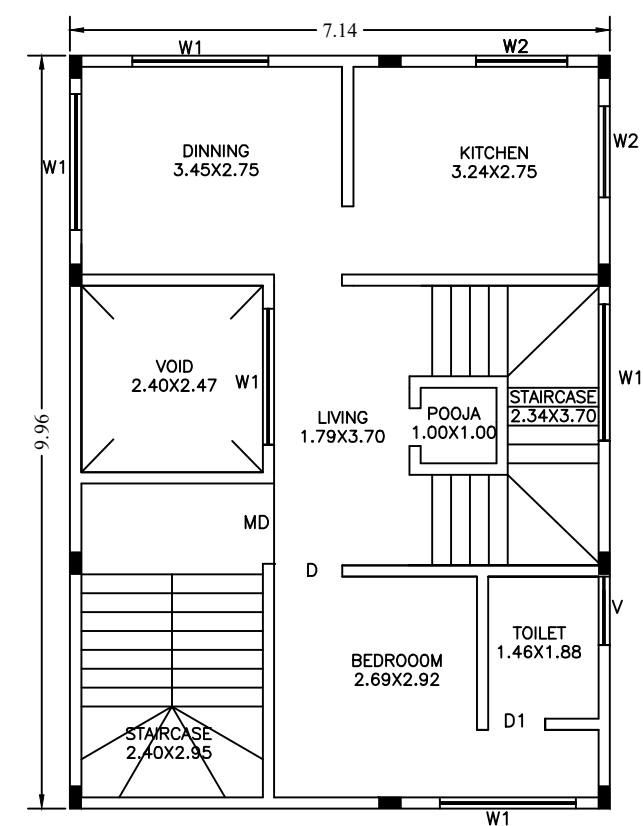 7.14
W1
W2
DINNING
3.45X2.75
KITCHEN
3.24X2.75
W1
W2
VOID
2.40X2.47
W1
W1
STAIRCASE
2.34X3.70
LIVING
1.79X3.70
POOJA
1.00X1.00
9.96
MD
D
V
TOILET
1.46X1.88
BEDROOOM
2.69X2.92
D1
STAIRCASE
2.40X2.95
W1